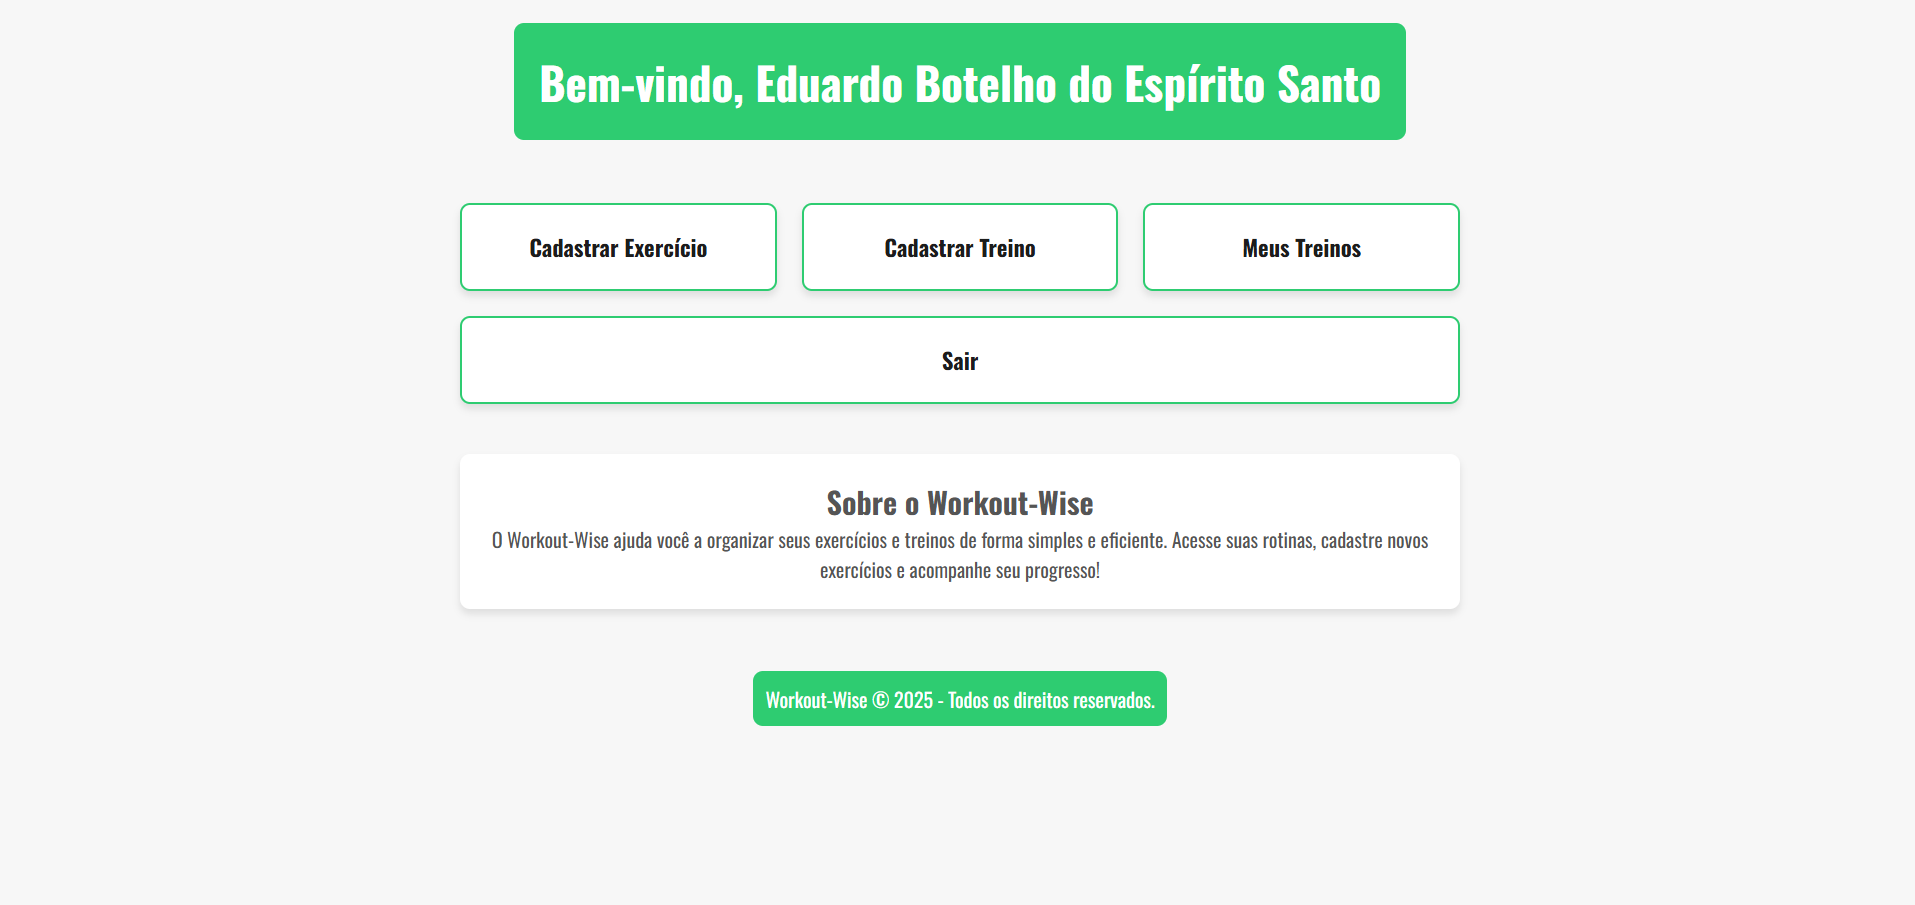 Bem-vindo, Eduardo Botelho do Espírito Santo
Cadastrar Exercício
Cadastrar Treino
Meus Treinos
Sair
Sobre o Workout-Wise
O Workout-Wise ajuda você a organizar seus exercícios e treinos de forma simples e eficiente. Acesse suas rotinas, cadastre novos
exercícios e acompanhe seu progresso!
Workout-Wise © 2025 - Todos os direitos reservados.